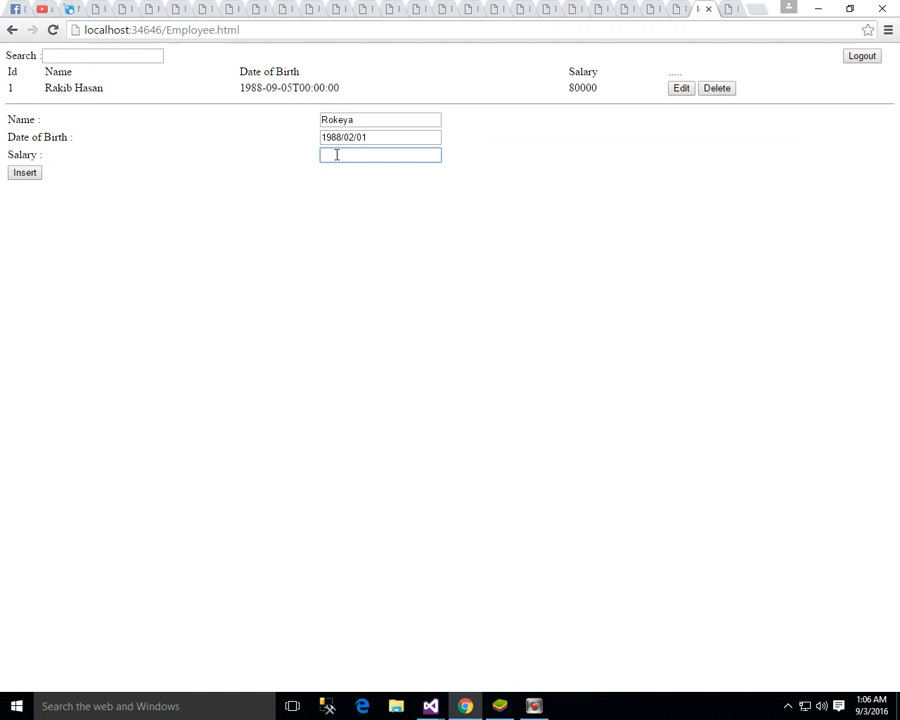 localhost:34646/Employee.html
Search :
Logout
Id Name Date of Birth Salary .....
1 Rakib Hasan 1988-09-05T00:00:00 80000 Edit Delete
Name : Rokeya
Date of Birth : 1988/02/01
Salary :
Insert
Search the web and Windows
1:06 AM
9/3/2016